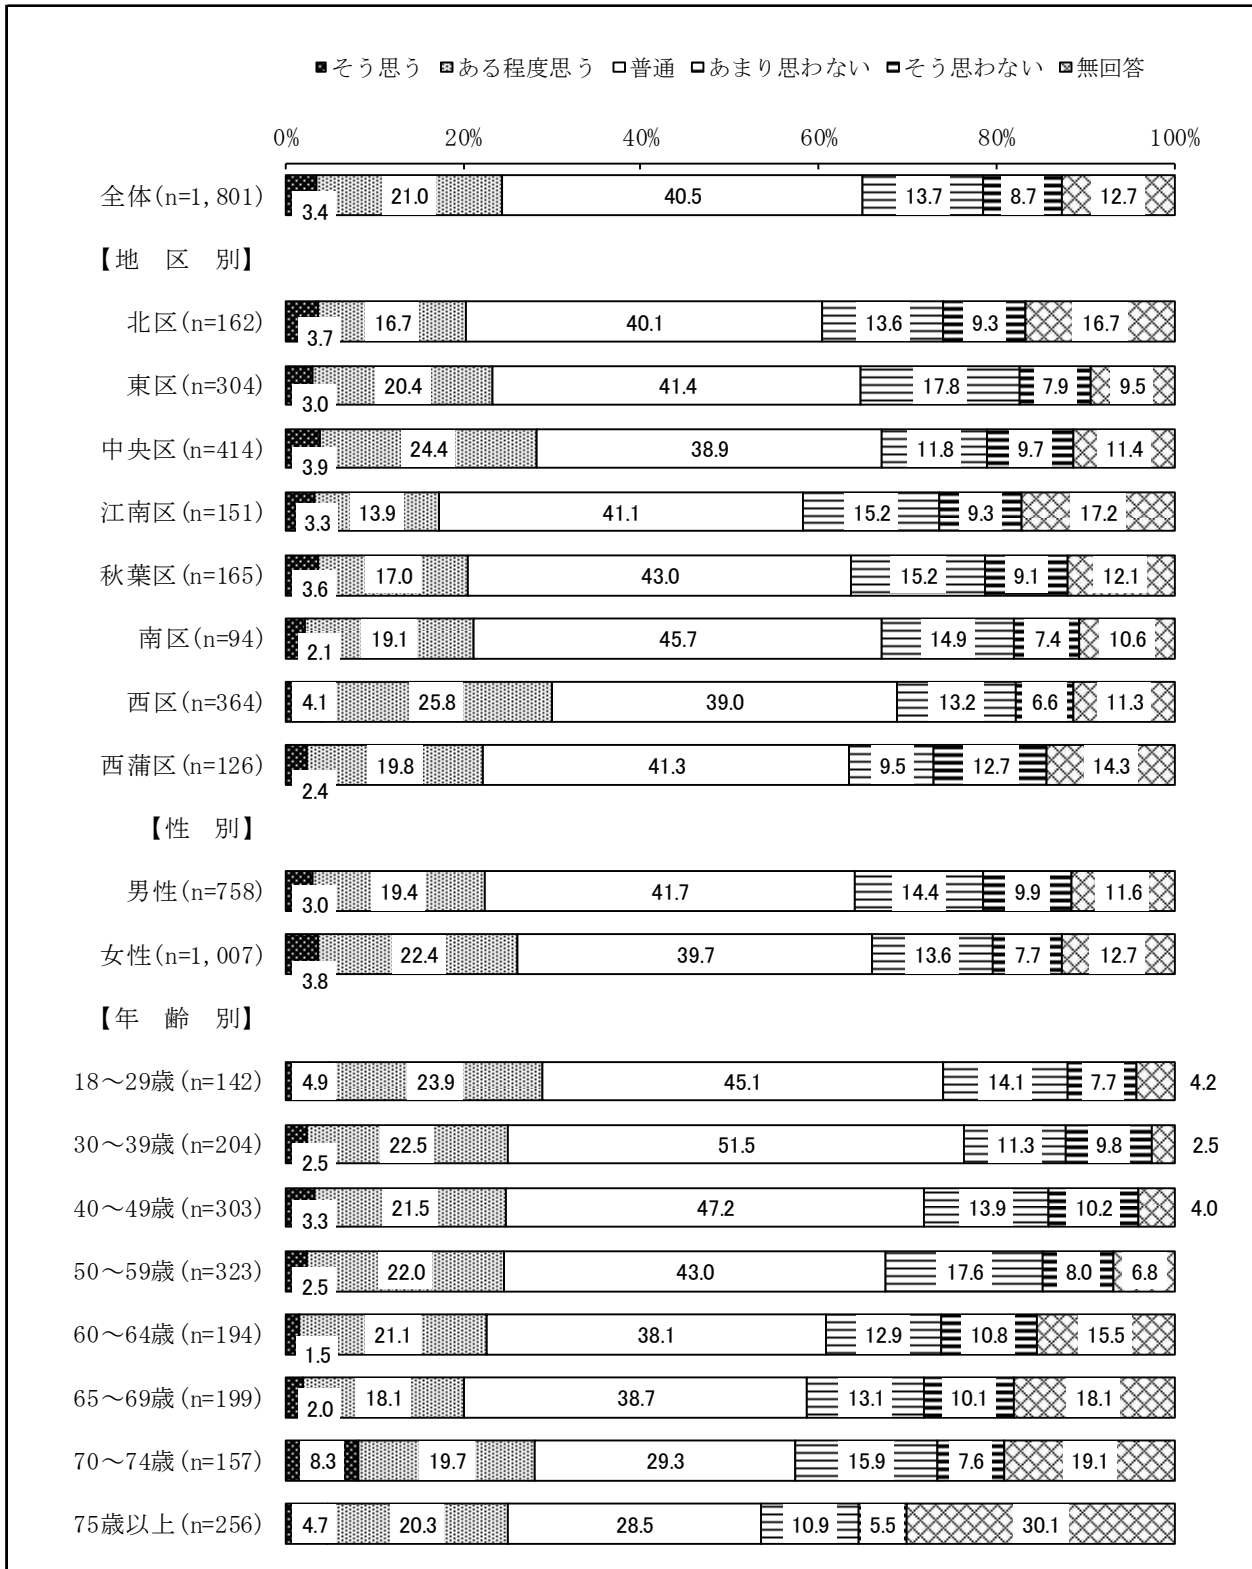 そう思う ある程度思う 普通 あまり思わない そう思わない 無回答
0% 20% 40% 60% 80% 100%
全体(n=1,801) 3.4 21.0 40.5 13.7 8.7 12.7
【地 区 別】
北区(n=162) 3.7 16.7 40.1 13.6 9.3 16.7
東区(n=304) 3.0 20.4 41.4 17.8 7.9 9.5
中央区(n=414) 3.9 24.4 38.9 11.8 9.7 11.4
江南区(n=151) 3.3 13.9 41.1 15.2 9.3 17.2
秋葉区(n=165) 3.6 17.0 43.0 15.2 9.1 12.1
南区(n=94) 2.1 19.1 45.7 14.9 7.4 10.6
西区(n=364) 4.1 25.8 39.0 13.2 6.6 11.3
西蒲区(n=126) 2.4 19.8 41.3 9.5 12.7 14.3
【性 別】
男性(n=758) 3.0 19.4 41.7 14.4 9.9 11.6
女性(n=1,007) 3.8 22.4 39.7 13.6 7.7 12.7
【年 齢 別】
18～29歳(n=142) 4.9 23.9 45.1 14.1 7.7 4.2
30～39歳(n=204) 2.5 22.5 51.5 11.3 9.8 2.5
40～49歳(n=303) 3.3 21.5 47.2 13.9 10.2 4.0
50～59歳(n=323) 2.5 22.0 43.0 17.6 8.0 6.8
60～64歳(n=194) 1.5 21.1 38.1 12.9 10.8 15.5
65～69歳(n=199) 2.0 18.1 38.7 13.1 10.1 18.1
70～74歳(n=157) 8.3 19.7 29.3 15.9 7.6 19.1
75歳以上(n=256) 4.7 20.3 28.5 10.9 5.5 30.1